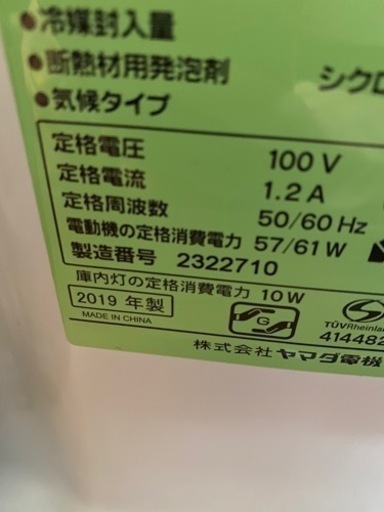 ●冷媒封入量
●断熱材用発泡剤 シクロ
●気候タイプ
定格電圧 100 V
定格電流 1.2 A
定格周波数 50/60 Hz
電動機の定格消費電力 57/61 W
製造番号 2322710
庫内灯の定格消費電力 10 W
2019 年製
MADE IN CHINA
G
TÜVRheinlan
414482
株式会社 ヤマダ電機